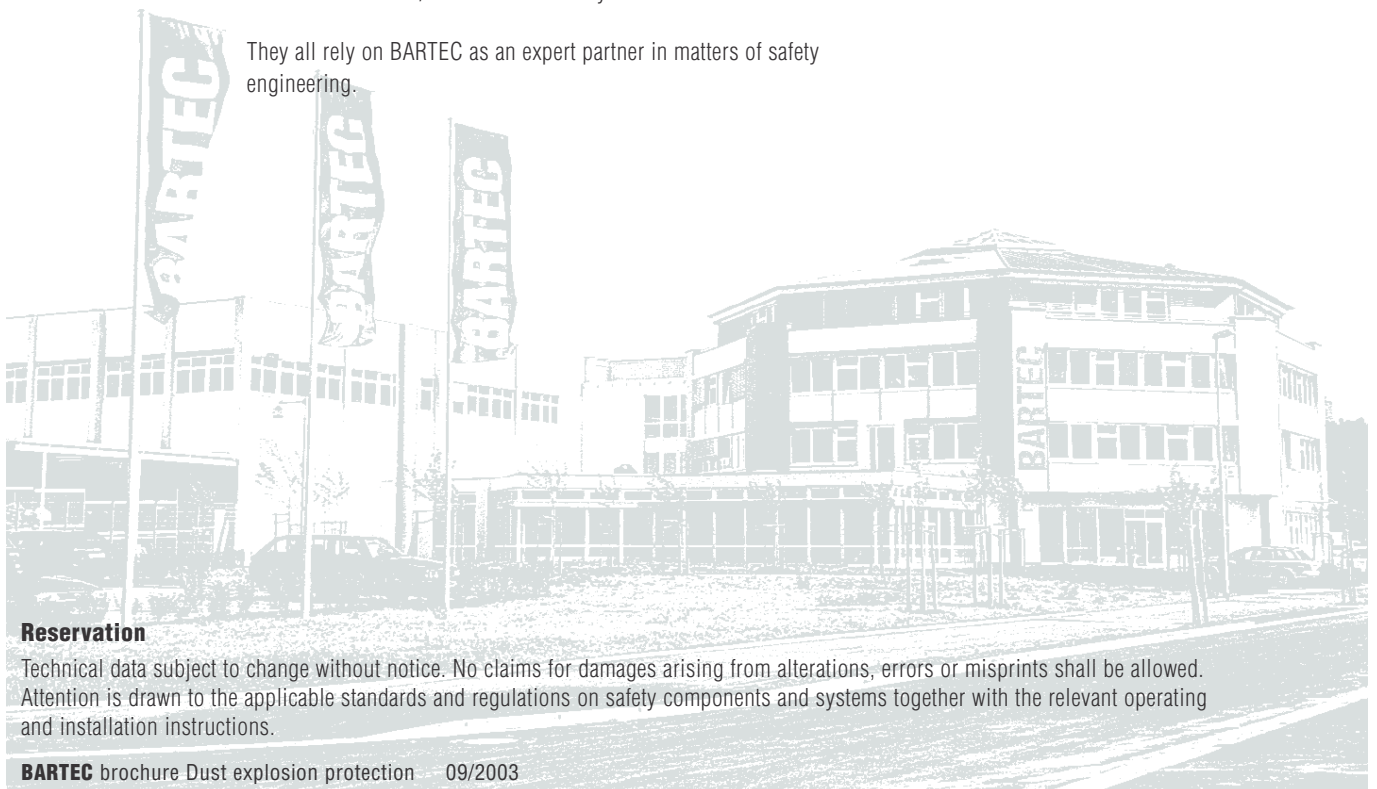 They all rely on BARTEC as an expert partner in matters of safety
engineering.
BARTEC
BARTEC
BARTEC
BARTEC
Reservation
Technical data subject to change without notice. No claims for damages arising from alterations, errors or misprints shall be allowed.
Attention is drawn to the applicable standards and regulations on safety components and systems together with the relevant operating
and installation instructions.
BARTEC brochure Dust explosion protection 09/2003